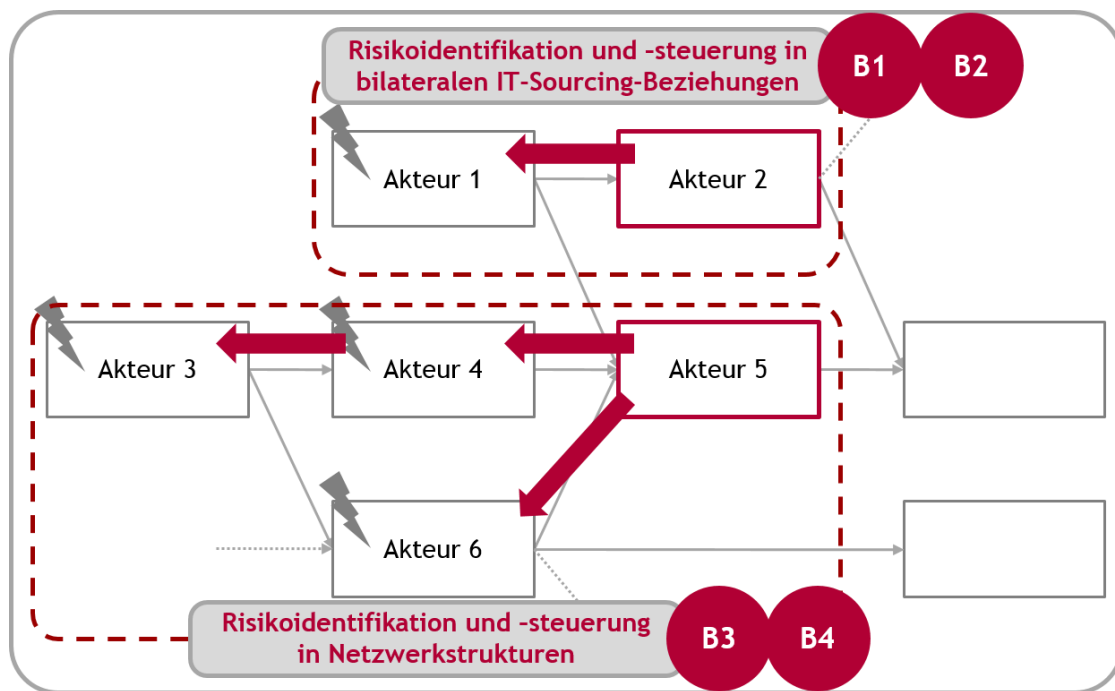 Risikoidentifikation und -steuerung in
bilateralen IT-Sourcing-Beziehungen
B1
B2
Akteur 1
Akteur 2
Akteur 3
Akteur 4
Akteur 5
Akteur 6
Risikoidentifikation und -steuerung
in Netzwerkstrukturen
B3
B4